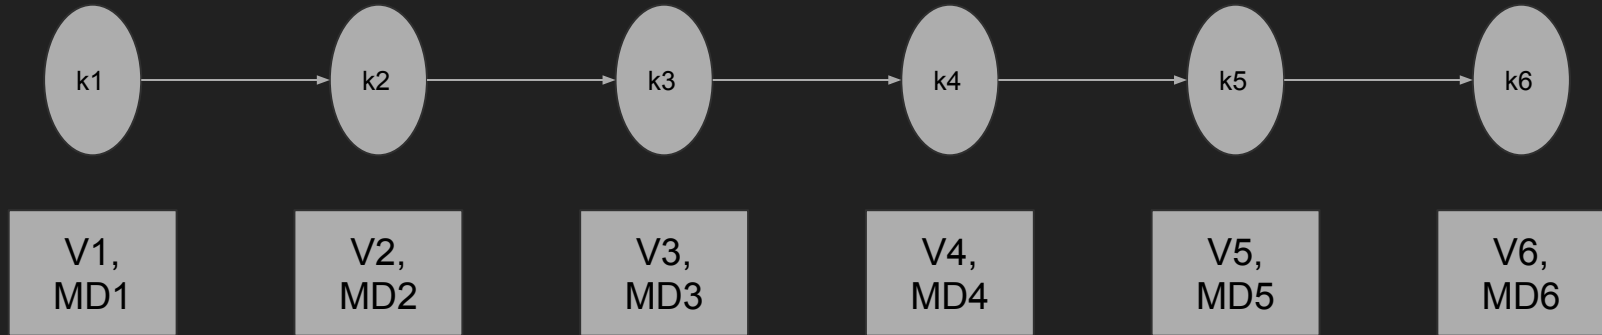 k1
k2
k3
k4
k5
k6
V1,
MD1
V2,
MD2
V3,
MD3
V4,
MD4
V5,
MD5
V6,
MD6